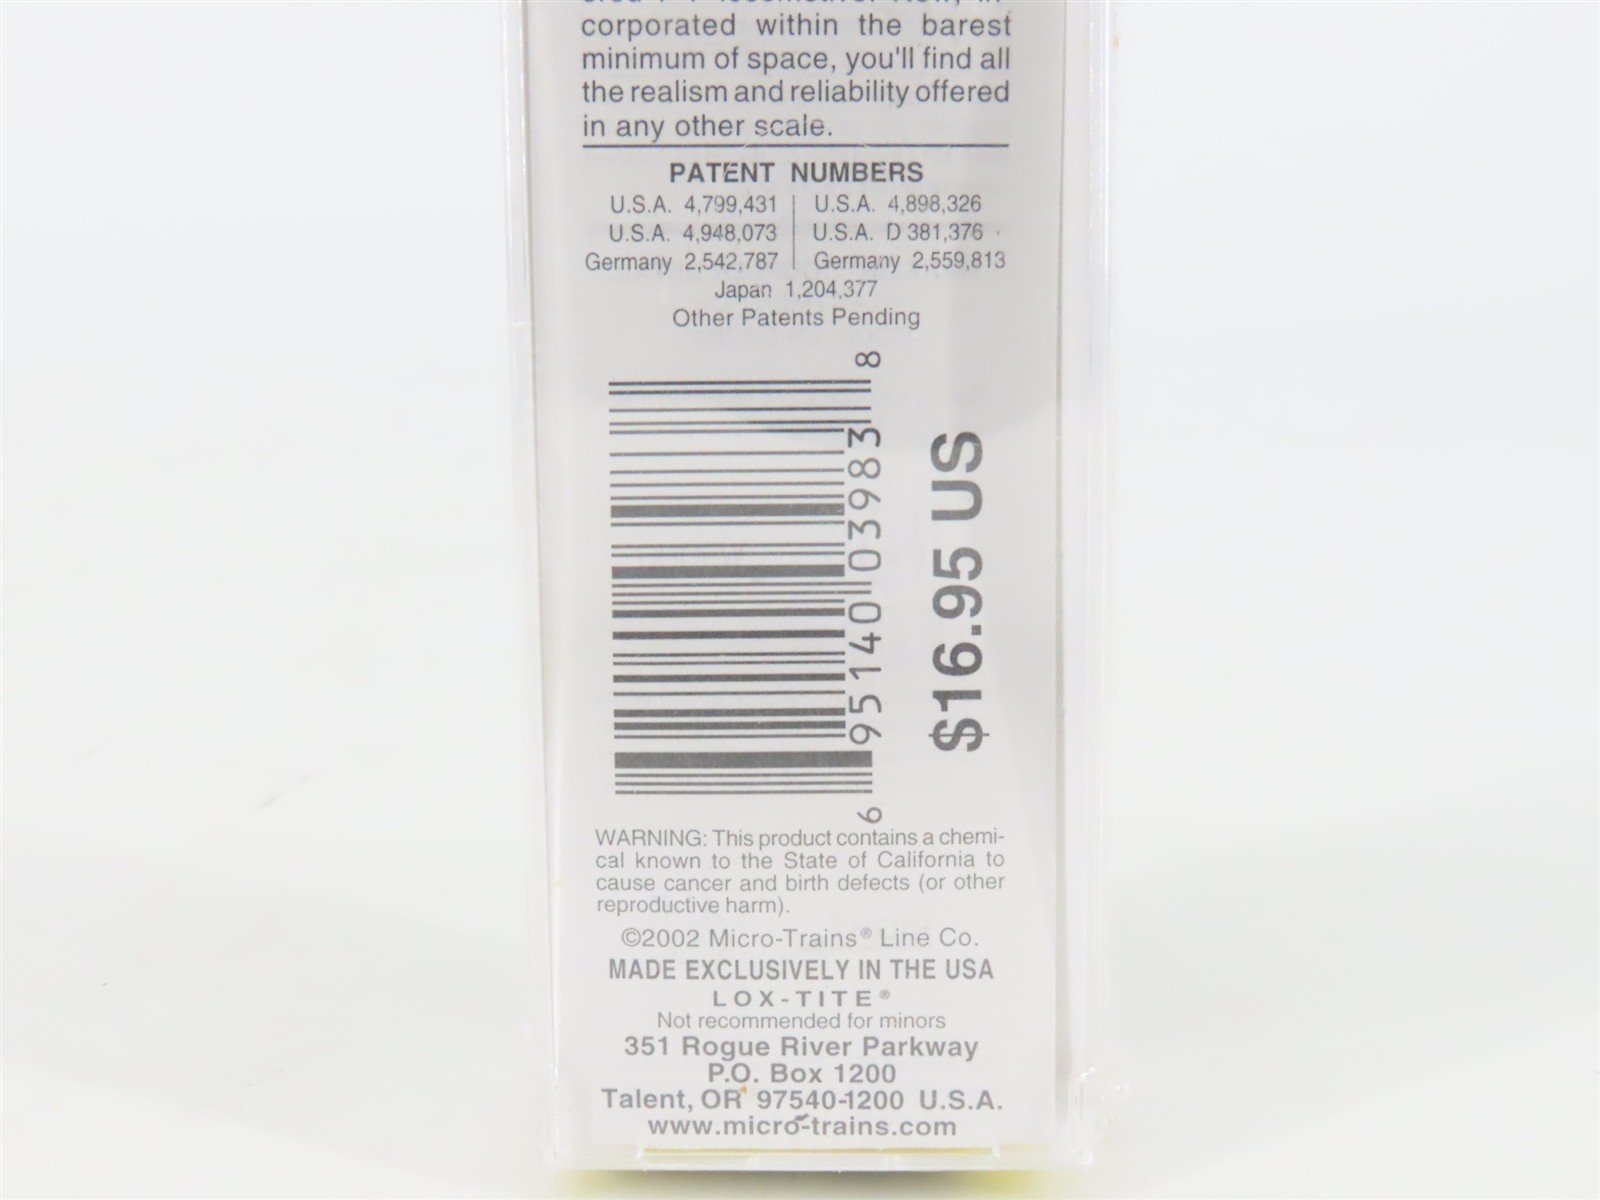 corporated within the barest
minimum of space, you'll find all
the realism and reliability offered
in any other scale.
PATENT NUMBERS
U.S.A. 4,799,431 | U.S.A. 4,898,326
U.S.A. 4,948,073 | U.S.A. D 381,376
Germany 2,542,787 | Germany 2,559,813
Japan 1,204,377
Other Patents Pending
6 95140 03983 8
$16.95 US
WARNING: This product contains a chemi-
cal known to the State of California to
cause cancer and birth defects (or other
reproductive harm).
©2002 Micro-Trains® Line Co.
MADE EXCLUSIVELY IN THE USA
LOX-TITE®
Not recommended for minors
351 Rogue River Parkway
P.O. Box 1200
Talent, OR 97540-1200 U.S.A.
www.micro-trains.com